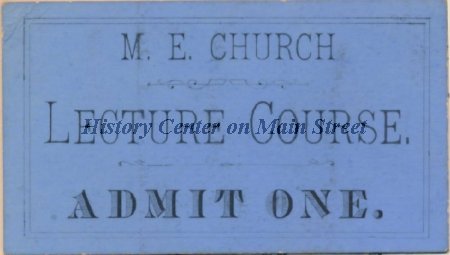 M. E. CHURCH
LECTURE COURSE.
History Center on Main Street
ADMIT ONE.